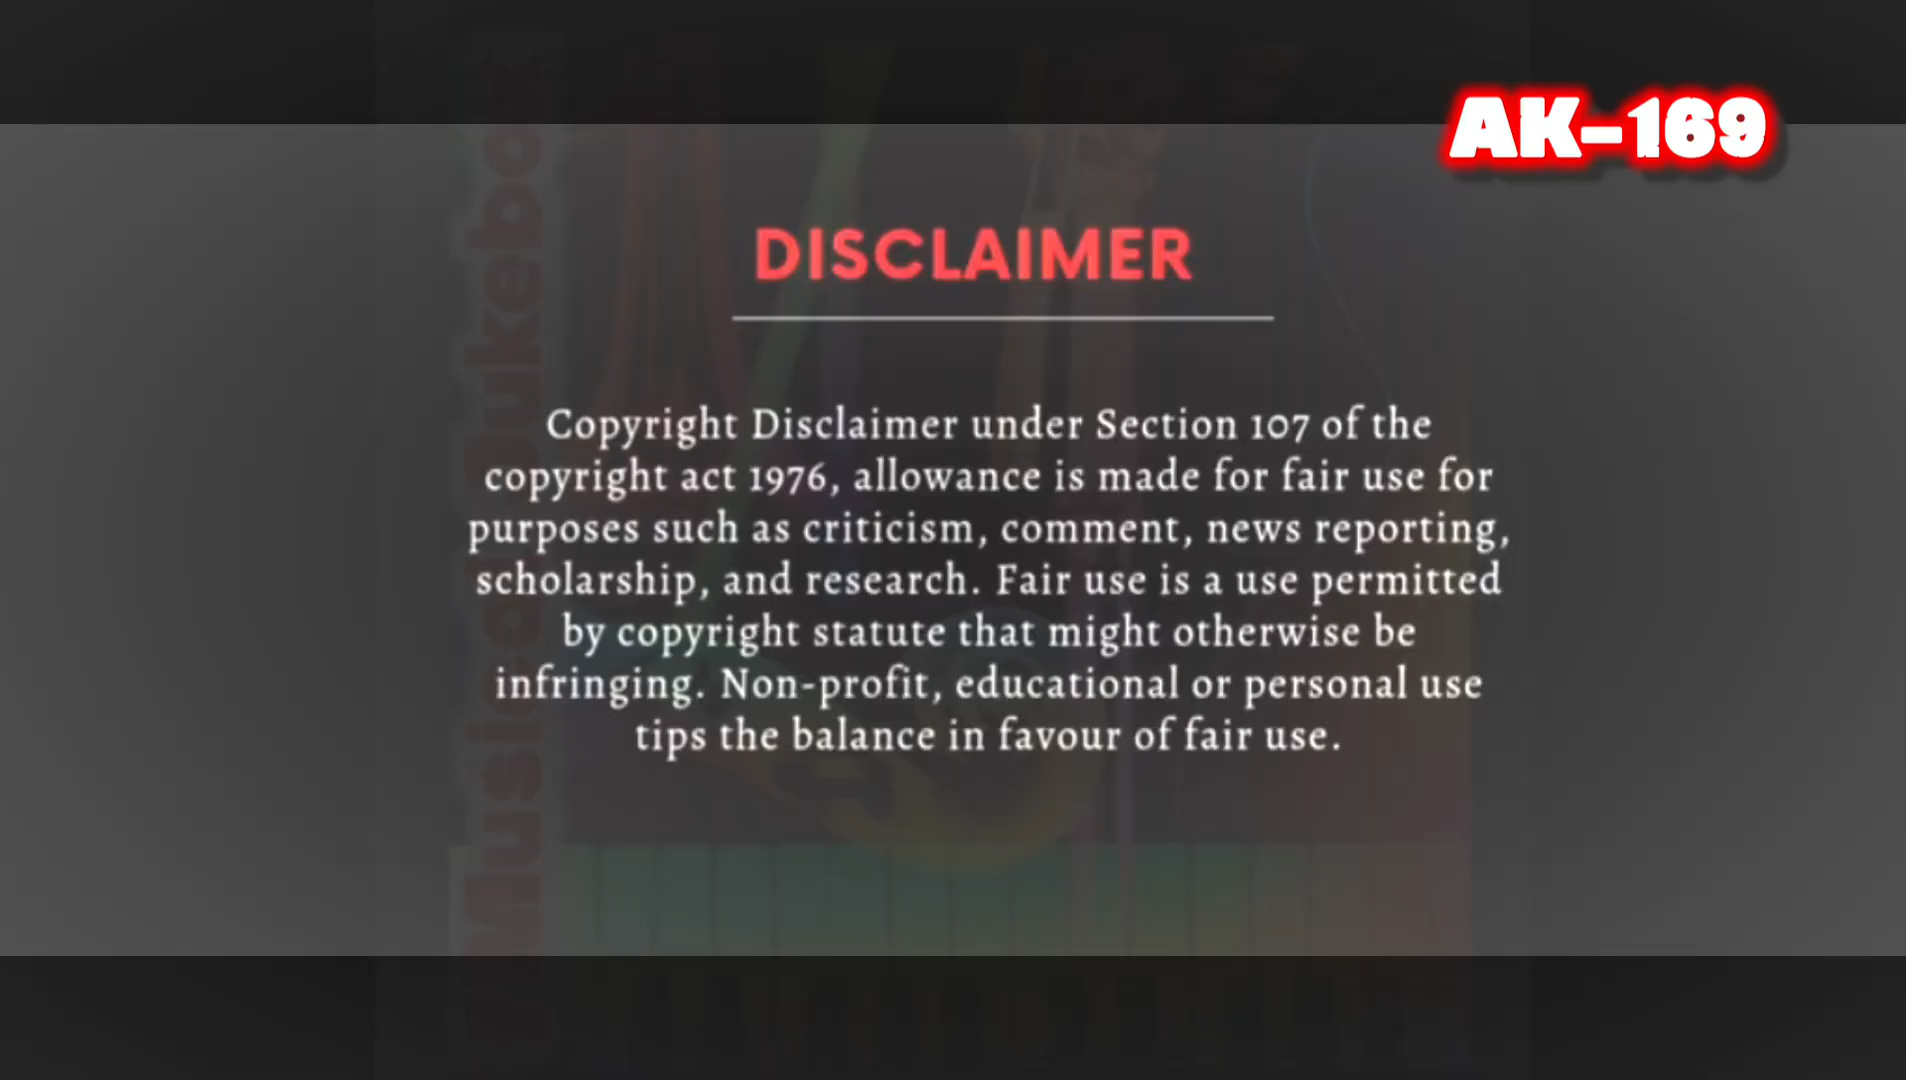 AK-169
DISCLAIMER
Copyright Disclaimer under Section 107 of the
copyright act 1976, allowance is made for fair use for
purposes such as criticism, comment, news reporting,
scholarship, and research. Fair use is a use permitted
by copyright statute that might otherwise be
infringing. Non-profit, educational or personal use
tips the balance in favour of fair use.
Musical Jukebox